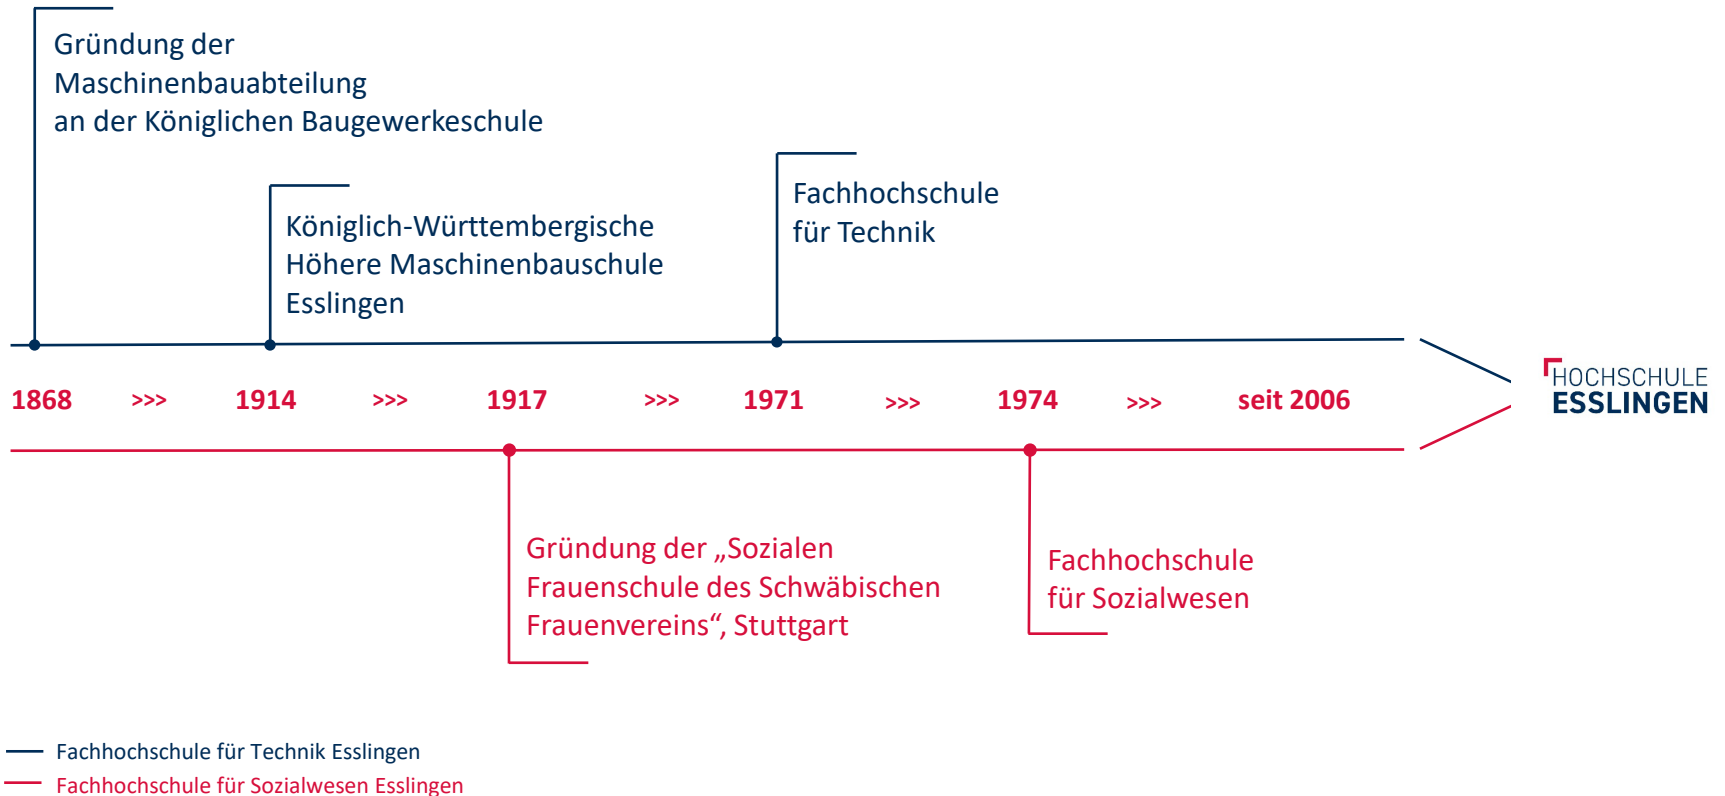 Gründung der
Maschinenbauabteilung
an der Königlichen Baugewerkeschule
Königlich-Württembergische
Höhere Maschinenbauschule
Esslingen
Fachhochschule
für Technik
1868 >>> 1914 >>> 1917 >>> 1971 >>> 1974 >>> seit 2006
HOCHSCHULE
ESSLINGEN
Gründung der „Sozialen
Frauenschule des Schwäbischen
Frauenvereins“, Stuttgart
Fachhochschule
für Sozialwesen
Fachhochschule für Technik Esslingen
Fachhochschule für Sozialwesen Esslingen